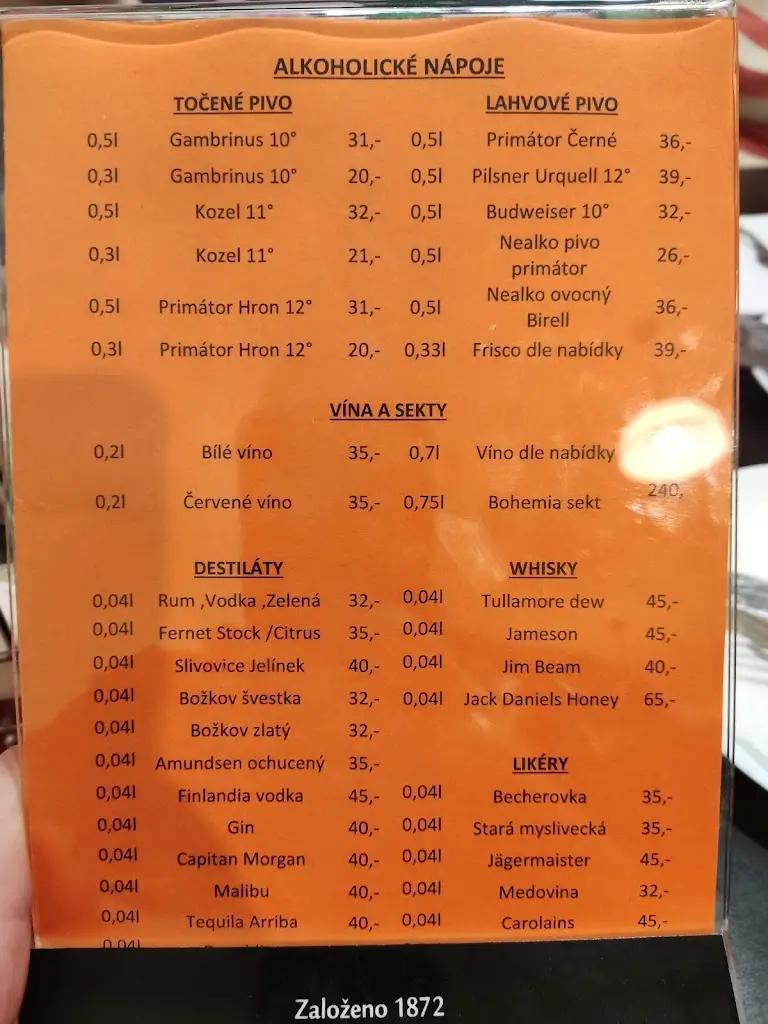 ALKOHOLICKÉ NÁPOJE
TOČENÉ PIVO LAHVOVÉ PIVO
0,5l Gambrinus 10° 31,- 0,5l Primátor Černé 36,-
0,3l Gambrinus 10° 20,- 0,5l Pilsner Urquell 12° 39,-
0,5l Kozel 11° 32,- 0,5l Budweiser 10° 32,-
0,3l Kozel 11° 21,- 0,5l Nealko pivo
primátor 26,-
0,5l Primátor Hron 12° 31,- 0,5l Nealko ovocný
Birell 36,-
0,3l Primátor Hron 12° 20,- 0,33l Frisco dle nabídky 39,-
VÍNA A SEKTY
0,2l Bílé víno 35,- 0,7l Víno dle nabídky
0,2l Červené víno 35,- 0,75l Bohemia sekt 240,
DESTILÁTY WHISKY
0,04l Rum ,Vodka ,Zelená 32,- 0,04l Tullamore dew 45,-
0,04l Fernet Stock /Citrus 35,- 0,04l Jameson 45,-
0,04l Slivovice Jelínek 40,- 0,04l Jim Beam 40,-
0,04l Božkov švestka 32,- 0,04l Jack Daniels Honey 65,-
0,04l Božkov zlatý 32,-
0,04l Amundsen ochucený 35,- LIKÉRY
0,04l Finlandia vodka 45,- 0,04l Becherovka 35,-
0,04l Gin 40,- 0,04l Stará myslivecká 35,-
0,04l Capitan Morgan 40,- 0,04l Jägermaister 45,-
0,04l Malibu 40,- 0,04l Medovina 32,-
0,04l Tequila Arriba 40,- 0,04l Carolains 45,-
0,04l
Založeno 1872